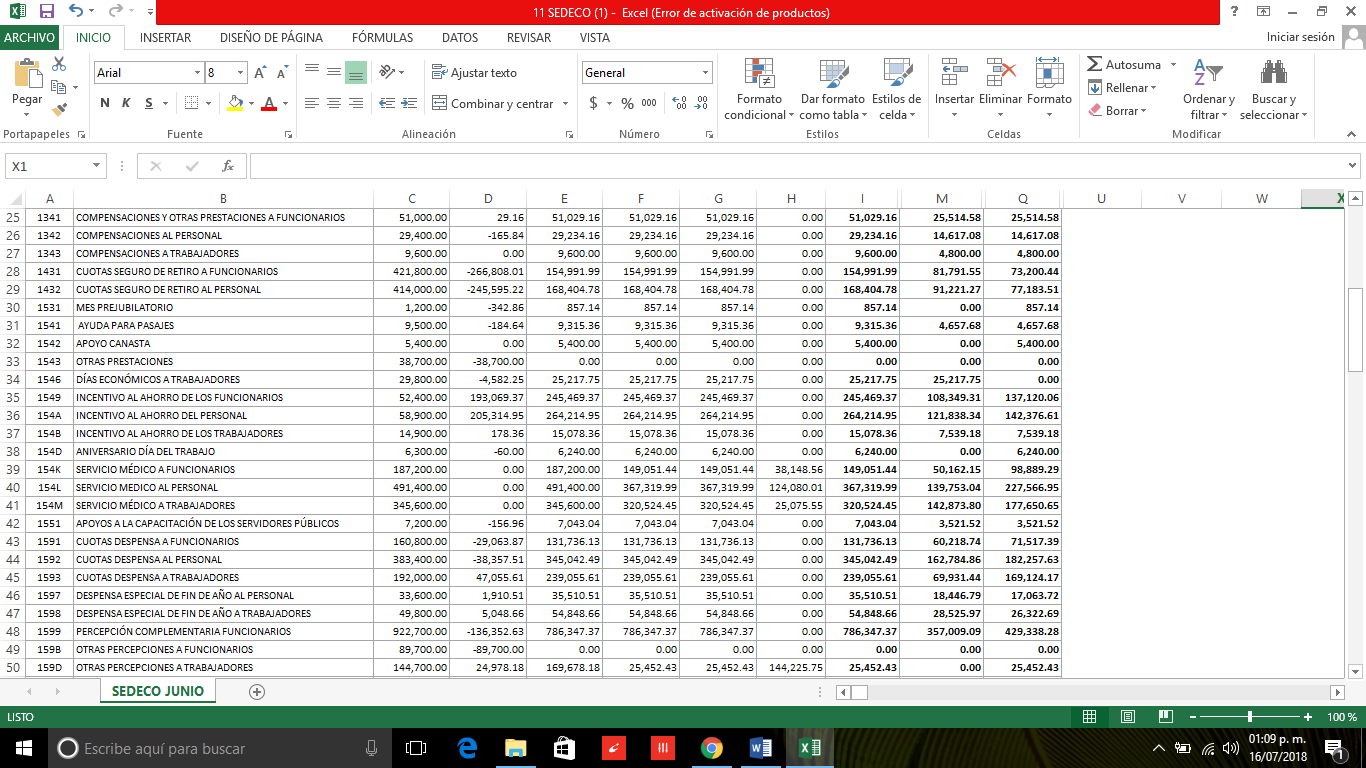 11 SEDECO (1) - Excel (Error de activación de productos)
ARCHIVO INICIO INSERTAR DISEÑO DE PÁGINA FÓRMULAS DATOS REVISAR VISTA Iniciar sesión
Pegar Arial 8 Ajustar texto General Formato condicional Dar formato como tabla Estilos de celda Insertar Eliminar Formato Autosuma Rellenar Borrar Ordenar y filtrar Buscar y seleccionar
N K S Combinar y centrar $ % 000
Portapapeles Fuente Alineación Número Estilos Celdas Modificar
X1 fx
A B C D E F G H I M Q U V W X
25 1341 COMPENSACIONES Y OTRAS PRESTACIONES A FUNCIONARIOS 51,000.00 29.16 51,029.16 51,029.16 51,029.16 0.00 51,029.16 25,514.58 25,514.58
26 1342 COMPENSACIONES AL PERSONAL 29,400.00 -165.84 29,234.16 29,234.16 29,234.16 0.00 29,234.16 14,617.08 14,617.08
27 1343 COMPENSACIONES A TRABAJADORES 9,600.00 0.00 9,600.00 9,600.00 9,600.00 0.00 9,600.00 4,800.00 4,800.00
28 1431 CUOTAS SEGURO DE RETIRO A FUNCIONARIOS 421,800.00 -266,808.01 154,991.99 154,991.99 154,991.99 0.00 154,991.99 81,791.55 73,200.44
29 1432 CUOTAS SEGURO DE RETIRO AL PERSONAL 414,000.00 -245,595.22 168,404.78 168,404.78 168,404.78 0.00 168,404.78 91,221.27 77,183.51
30 1531 MES PREJUBILATORIO 1,200.00 -342.86 857.14 857.14 857.14 0.00 857.14 0.00 857.14
31 1541 AYUDA PARA PASAJES 9,500.00 -184.64 9,315.36 9,315.36 9,315.36 0.00 9,315.36 4,657.68 4,657.68
32 1542 APOYO CANASTA 5,400.00 0.00 5,400.00 5,400.00 5,400.00 0.00 5,400.00 0.00 5,400.00
33 1543 OTRAS PRESTACIONES 38,700.00 -38,700.00 0.00 0.00 0.00 0.00 0.00 0.00 0.00
34 1546 DÍAS ECONÓMICOS A TRABAJADORES 29,800.00 -4,582.25 25,217.75 25,217.75 25,217.75 0.00 25,217.75 25,217.75 0.00
35 1549 INCENTIVO AL AHORRO DE LOS FUNCIONARIOS 52,400.00 193,069.37 245,469.37 245,469.37 245,469.37 0.00 245,469.37 108,349.31 137,120.06
36 154A INCENTIVO AL AHORRO DEL PERSONAL 58,900.00 205,314.95 264,214.95 264,214.95 264,214.95 0.00 264,214.95 121,838.34 142,376.61
37 154B INCENTIVO AL AHORRO DE LOS TRABAJADORES 14,900.00 178.36 15,078.36 15,078.36 15,078.36 0.00 15,078.36 7,539.18 7,539.18
38 154D ANIVERSARIO DÍA DEL TRABAJO 6,300.00 -60.00 6,240.00 6,240.00 6,240.00 0.00 6,240.00 0.00 6,240.00
39 154K SERVICIO MÉDICO A FUNCIONARIOS 187,200.00 0.00 187,200.00 149,051.44 149,051.44 38,148.56 149,051.44 50,162.15 98,889.29
40 154L SERVICIO MEDICO AL PERSONAL 491,400.00 0.00 491,400.00 367,319.99 367,319.99 124,080.01 367,319.99 139,753.04 227,566.95
41 154M SERVICIO MÉDICO A TRABAJADORES 345,600.00 0.00 345,600.00 320,524.45 320,524.45 25,075.55 320,524.45 142,873.80 177,650.65
42 1551 APOYOS A LA CAPACITACIÓN DE LOS SERVIDORES PÚBLICOS 7,200.00 -156.96 7,043.04 7,043.04 7,043.04 0.00 7,043.04 3,521.52 3,521.52
43 1591 CUOTAS DESPENSA A FUNCIONARIOS 160,800.00 -29,063.87 131,736.13 131,736.13 131,736.13 0.00 131,736.13 60,218.74 71,517.39
44 1592 CUOTAS DESPENSA AL PERSONAL 383,400.00 -38,357.51 345,042.49 345,042.49 345,042.49 0.00 345,042.49 162,784.86 182,257.63
45 1593 CUOTAS DESPENSA A TRABAJADORES 192,000.00 47,055.61 239,055.61 239,055.61 239,055.61 0.00 239,055.61 69,931.44 169,124.17
46 1597 DESPENSA ESPECIAL DE FIN DE AÑO AL PERSONAL 33,600.00 1,910.51 35,510.51 35,510.51 35,510.51 0.00 35,510.51 18,446.79 17,063.72
47 1598 DESPENSA ESPECIAL DE FIN DE AÑO A TRABAJADORES 49,800.00 5,048.66 54,848.66 54,848.66 54,848.66 0.00 54,848.66 28,525.97 26,322.69
48 1599 PERCEPCIÓN COMPLEMENTARIA FUNCIONARIOS 922,700.00 -136,352.63 786,347.37 786,347.37 786,347.37 0.00 786,347.37 357,009.09 429,338.28
49 159B OTRAS PERCEPCIONES A FUNCIONARIOS 89,700.00 -89,700.00 0.00 0.00 0.00 0.00 0.00 0.00 0.00
50 159D OTRAS PERCEPCIONES A TRABAJADORES 144,700.00 24,978.18 169,678.18 25,452.43 25,452.43 144,225.75 25,452.43 0.00 25,452.43
SEDECO JUNIO
LISTO 100 %
Escribe aquí para buscar 01:09 p. m.
16/07/2018 1